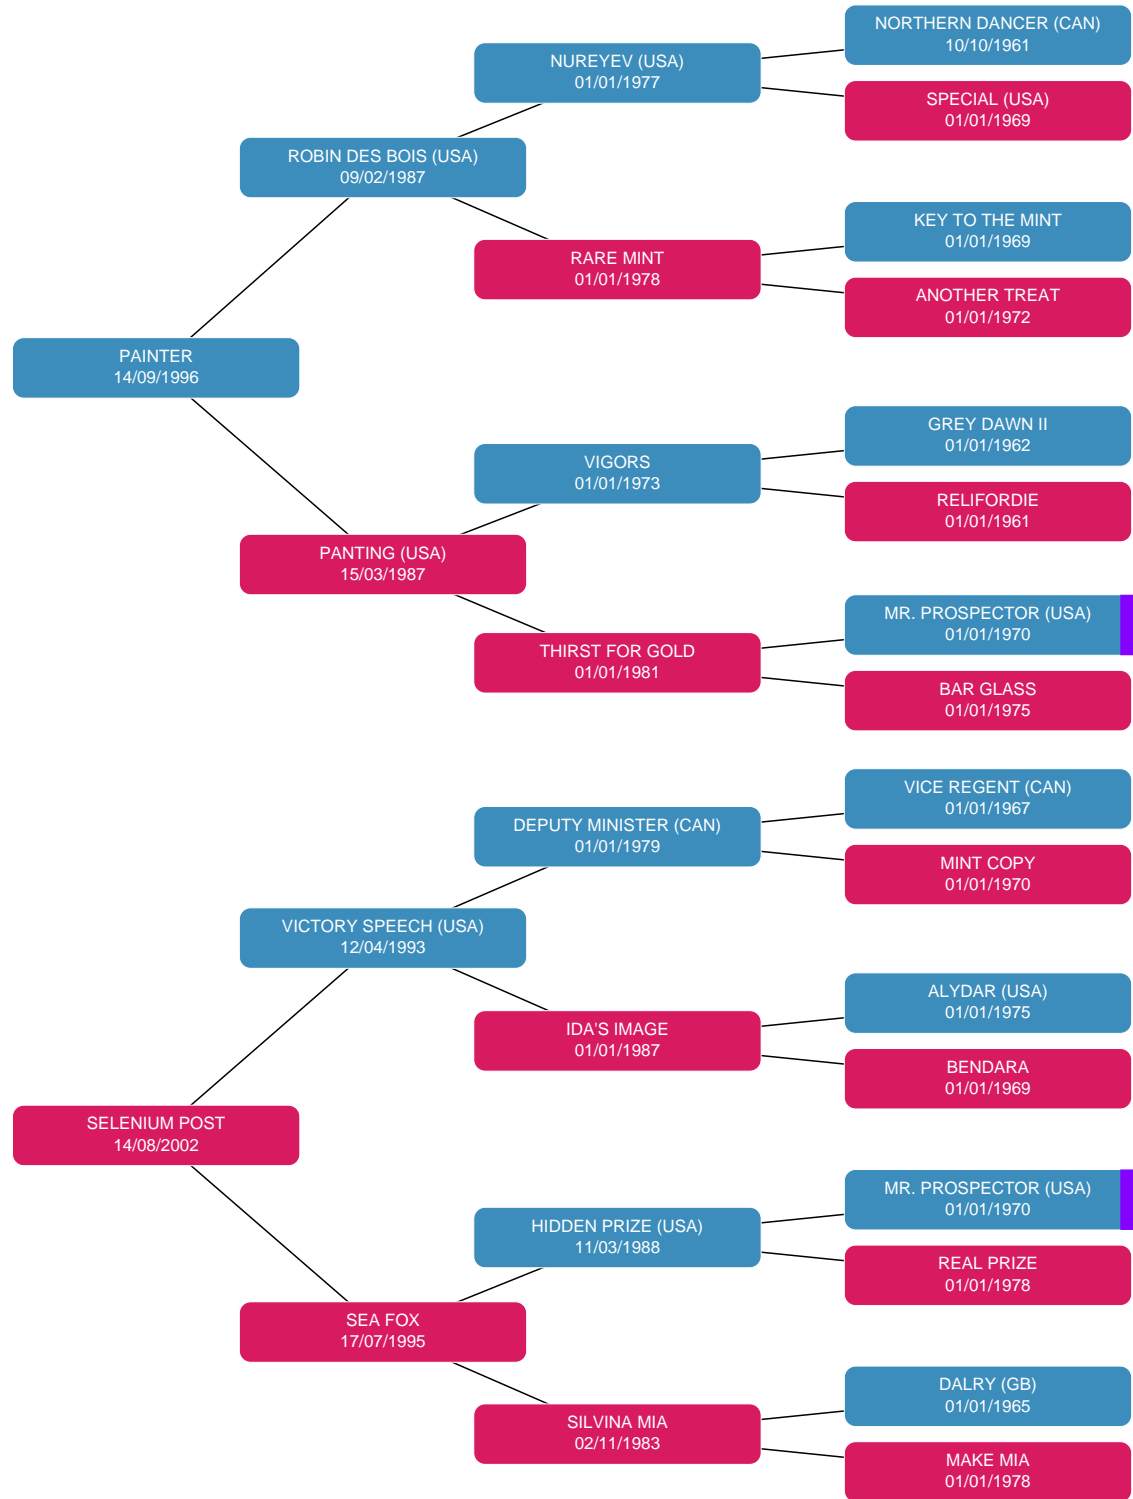 NORTHERN DANCER (CAN)
10/10/1961
NUREYEV (USA)
01/01/1977
SPECIAL (USA)
01/01/1969
ROBIN DES BOIS (USA)
09/02/1987
KEY TO THE MINT
01/01/1969
RARE MINT
01/01/1978
ANOTHER TREAT
01/01/1972
PAINTER
14/09/1996
GREY DAWN II
01/01/1962
VIGORS
01/01/1973
RELIFORDIE
01/01/1961
PANTING (USA)
15/03/1987
MR. PROSPECTOR (USA)
01/01/1970
THIRST FOR GOLD
01/01/1981
BAR GLASS
01/01/1975
VICE REGENT (CAN)
01/01/1967
DEPUTY MINISTER (CAN)
01/01/1979
MINT COPY
01/01/1970
VICTORY SPEECH (USA)
12/04/1993
ALYDAR (USA)
01/01/1975
IDA'S IMAGE
01/01/1987
BENDARA
01/01/1969
SELENIUM POST
14/08/2002
MR. PROSPECTOR (USA)
01/01/1970
HIDDEN PRIZE (USA)
11/03/1988
REAL PRIZE
01/01/1978
SEA FOX
17/07/1995
DALRY (GB)
01/01/1965
SILVINA MIA
02/11/1983
MAKE MIA
01/01/1978